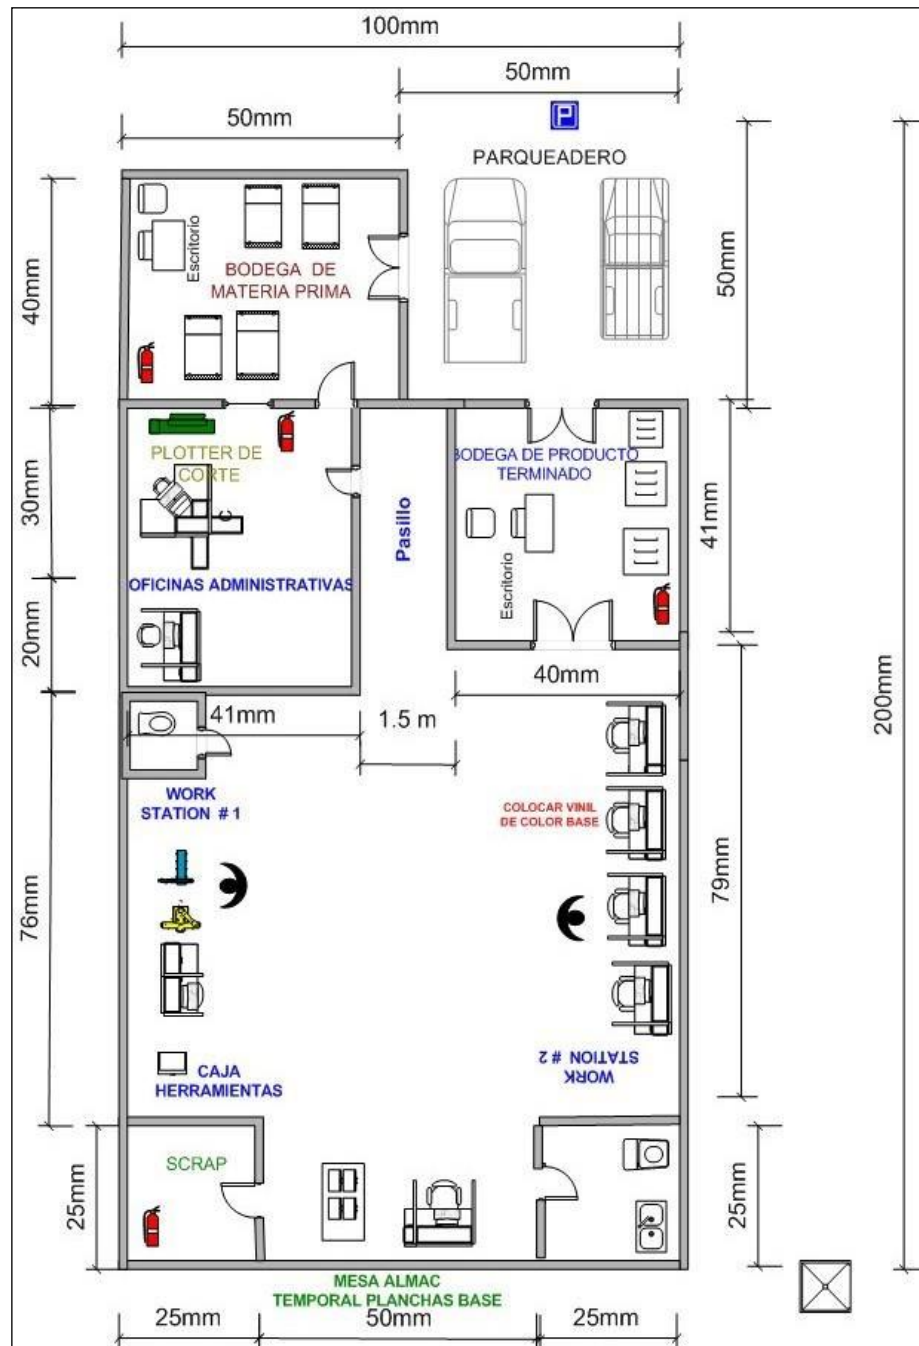 100mm
50mm
50mm
P
PARQUEADERO
Escritorio
BODEGA DE
MATERIA PRIMA
40mm
50mm
PLOTTER DE
CORTE
BODEGA DE PRODUCTO
TERMINADO
30mm
Pasillo
41mm
Escritorio
OFICINAS ADMINISTRATIVAS
20mm
200mm
40mm
41mm
1.5 m
WORK
STATION # 1
COLOCAR VINIL
DE COLOR BASE
76mm
79mm
WORK
STATION # 2
CAJA
HERRAMIENTAS
SCRAP
25mm
25mm
MESA ALMAC
TEMPORAL PLANCHAS BASE
25mm
50mm
25mm